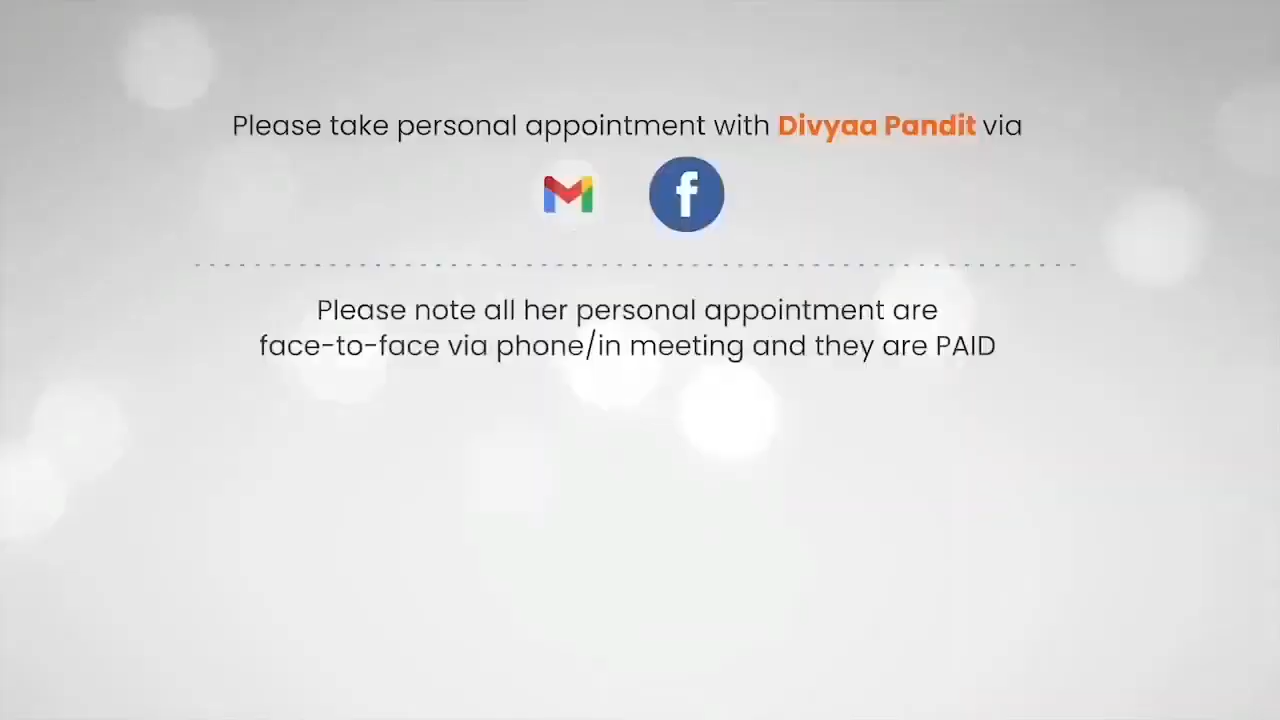 Please take personal appointment with Divyaa Pandit via
Please note all her personal appointment are
face-to-face via phone/in meeting and they are PAID